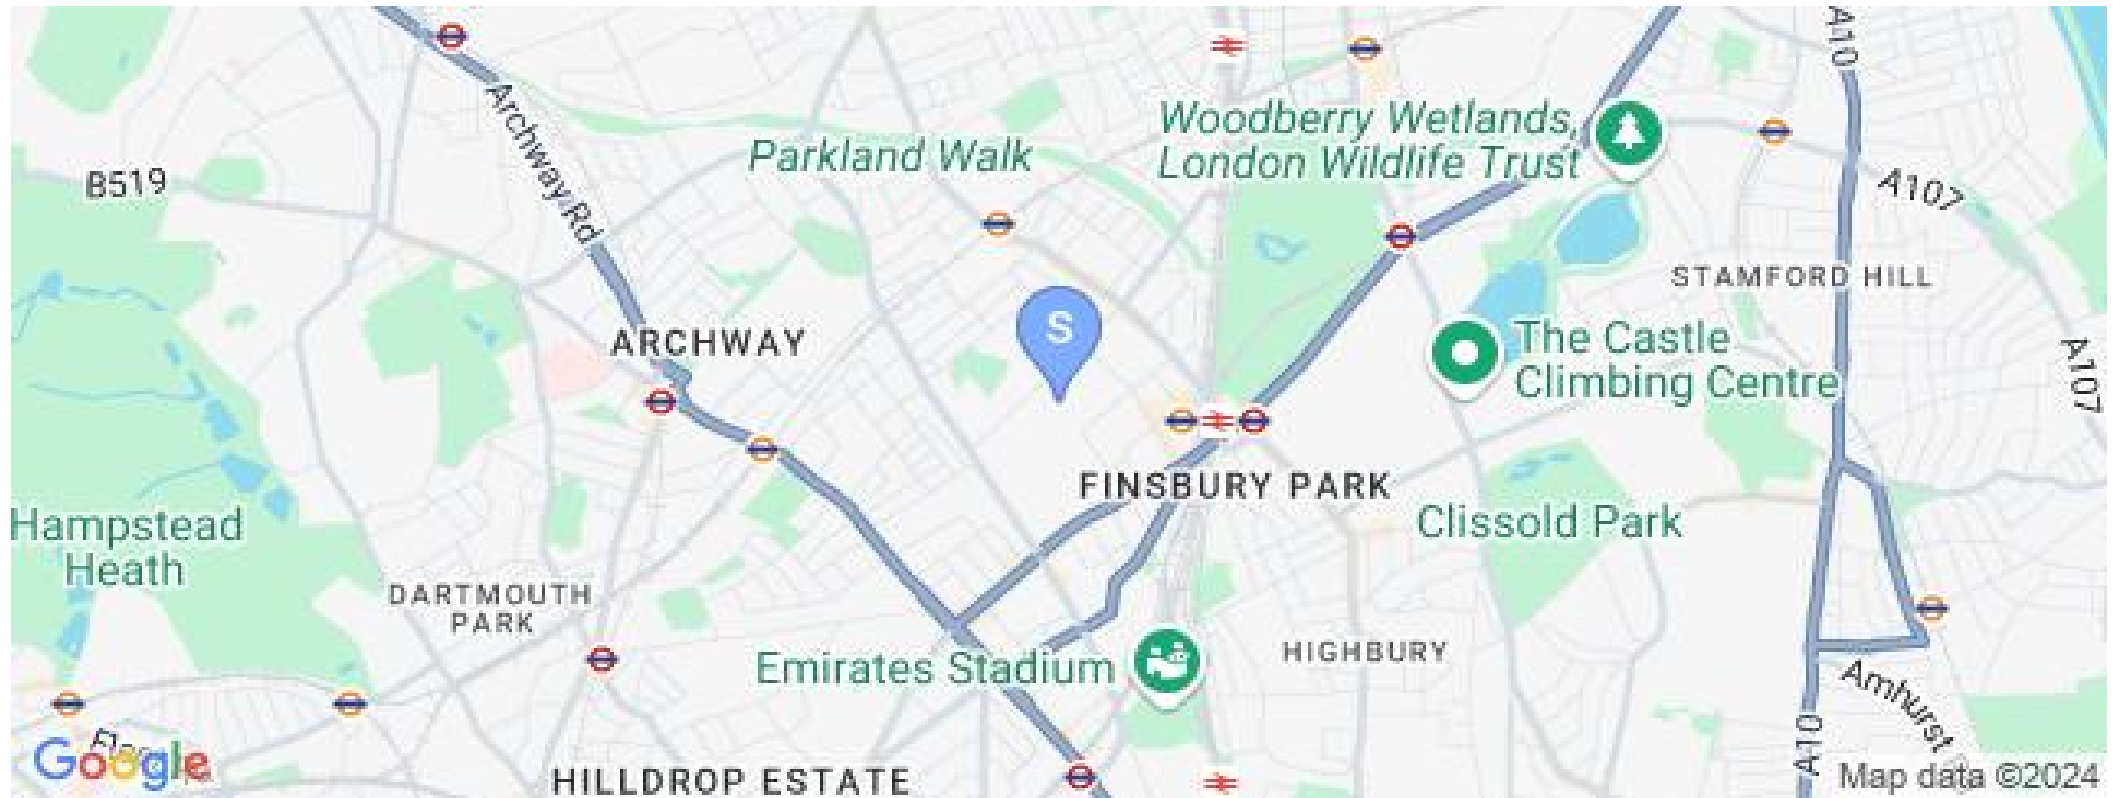 A10
Archway Rd
Woodberry Wetlands,
London Wildlife Trust
Parkland Walk
B519
A107
STAMFORD HILL
S
ARCHWAY
The Castle
Climbing Centre
A107
FINSBURY PARK
Hampstead
Heath
Clissold Park
DARTMOUTH
PARK
HIGHBURY
Emirates Stadium
Amhurst
A10
Google
HILLDROP ESTATE
Map data ©2024